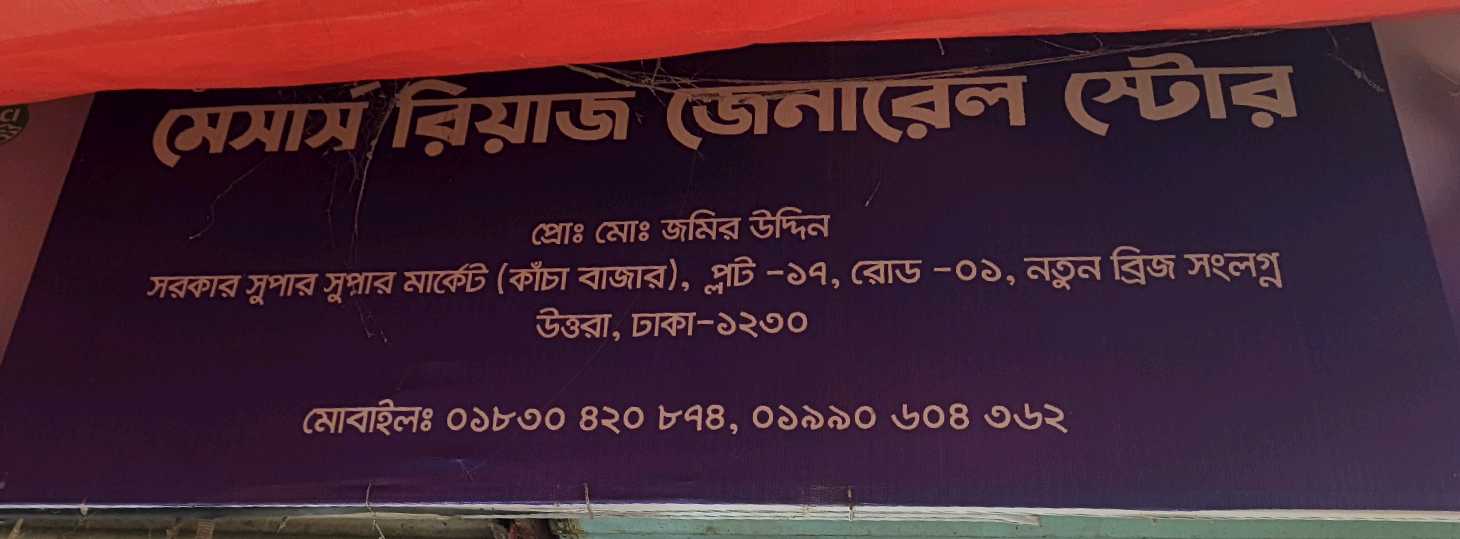 মেসার্স রিয়াজ জেনারেল স্টোর
প্রোঃ মোঃ জমির উদ্দিন
সরকার সুপার সুপ্পার মার্কেট (কাঁচা বাজার), প্লট -১৭, রোড -০১, নতুন ব্রিজ সংলগ্ন
উত্তরা, ঢাকা-১২৩০
মোবাইলঃ ০১৮৩০ ৪২০ ৮৭৪, ০১৯৯০ ৬০৪ ৩৬২